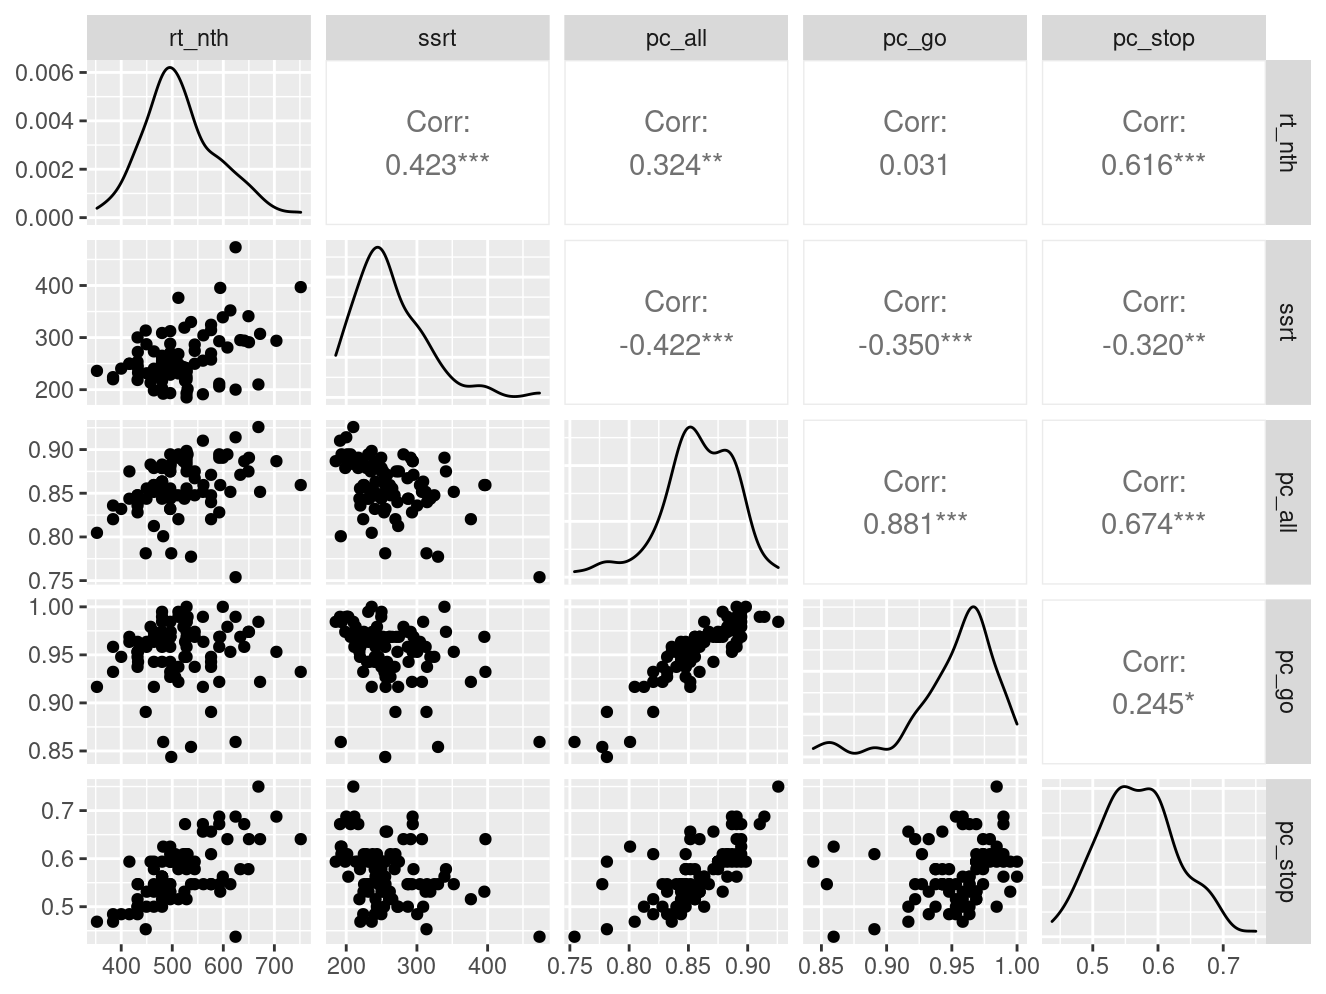 rt_nth ssrt pc_all pc_go pc_stop
0.006
0.004
0.002
0.000
Corr:
0.423***
Corr:
0.324**
Corr:
0.031
Corr:
0.616***
rt_nth
400
300
200
Corr:
-0.422***
Corr:
-0.350***
Corr:
-0.320**
ssrt
0.90
0.85
0.80
0.75
Corr:
0.881***
Corr:
0.674***
pc_all
1.00
0.95
0.90
0.85
Corr:
0.245*
pc_go
0.7
0.6
0.5
pc_stop
400 500 600 700 200 300 400 0.75 0.80 0.85 0.90 0.85 0.90 0.95 1.00 0.5 0.6 0.7